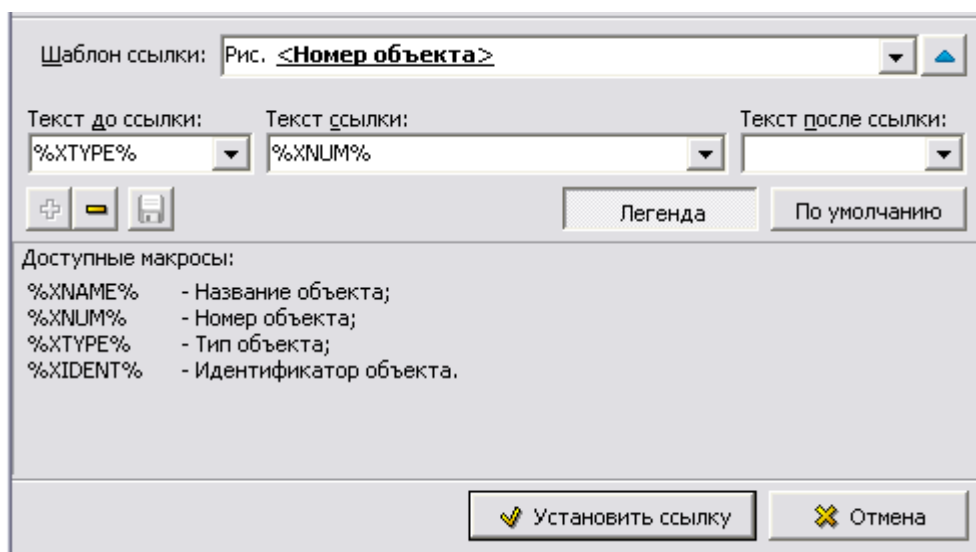 Шаблон ссылки: Рис. <Номер объекта>
Текст до ссылки: Текст ссылки: Текст после ссылки:
%XTYPE% %XNUM%
Легенда По умолчанию
Доступные макросы:
%XNAME% - Название объекта;
%XNUM% - Номер объекта;
%XTYPE% - Тип объекта;
%XIDENT% - Идентификатор объекта.
Установить ссылку Отмена